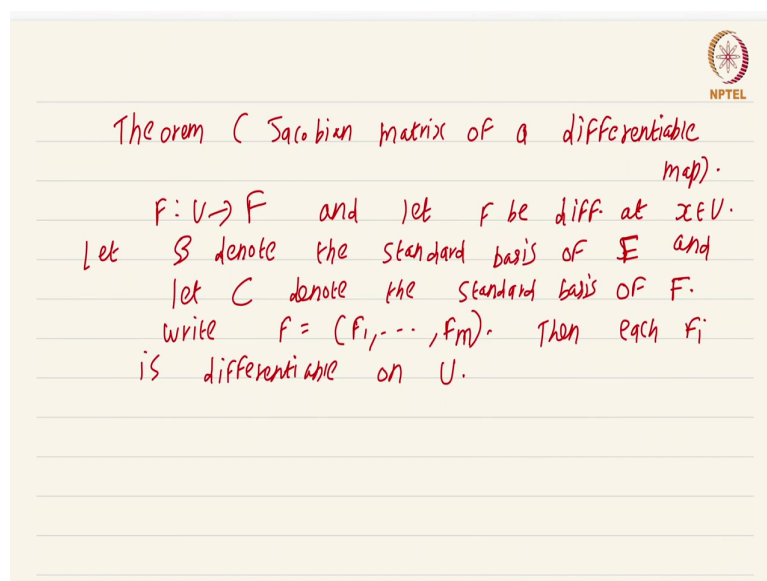 NPTEL
Theorem ( Jacobian matrix of a differentiable
map).
F: U → F and let F be diff. at x ∈ U.
Let B denote the standard basis of E and
let C denote the standard basis of F.
write F = (F1, ---, Fm). Then each Fi
is differentiable on U.